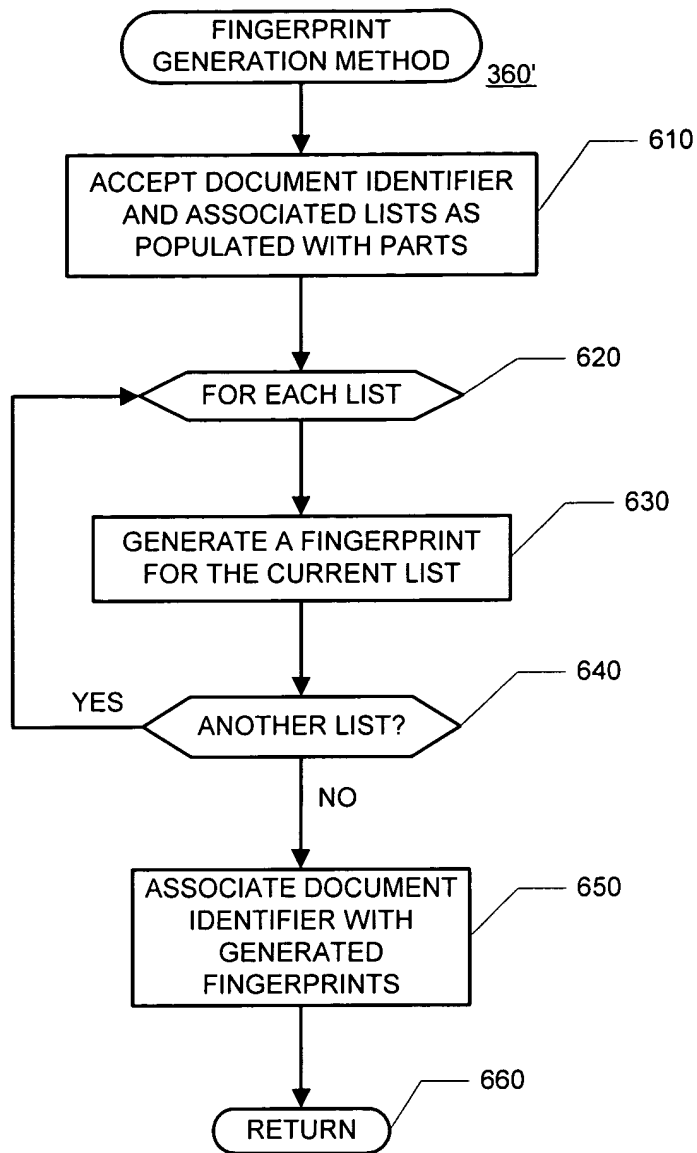 FINGERPRINT
GENERATION METHOD
360'
610
ACCEPT DOCUMENT IDENTIFIER
AND ASSOCIATED LISTS AS
POPULATED WITH PARTS
620
FOR EACH LIST
630
GENERATE A FINGERPRINT
FOR THE CURRENT LIST
640
YES
ANOTHER LIST?
NO
650
ASSOCIATE DOCUMENT
IDENTIFIER WITH
GENERATED
FINGERPRINTS
660
RETURN